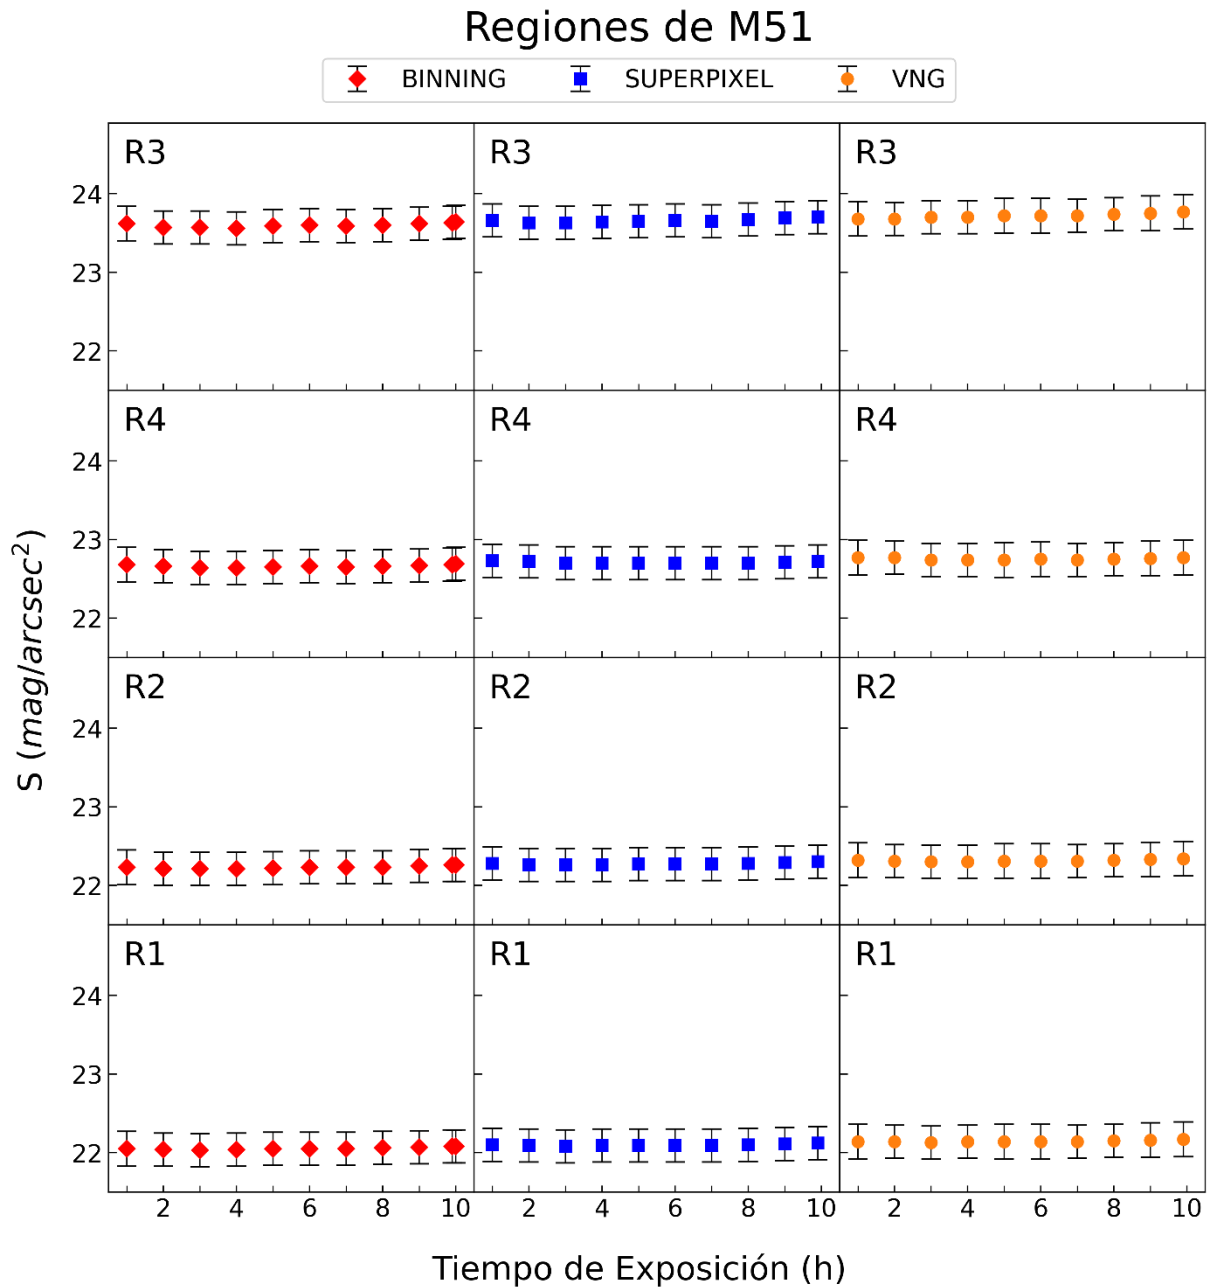 Regiones de M51
BINNING SUPERPIXEL VNG
R3 R3 R3
24
23
22
R4 R4 R4
24
23
22
S (mag/arcsec²)
R2 R2 R2
24
23
22
R1 R1 R1
24
23
22
2 4 6 8 10 2 4 6 8 10 2 4 6 8 10
Tiempo de Exposición (h)